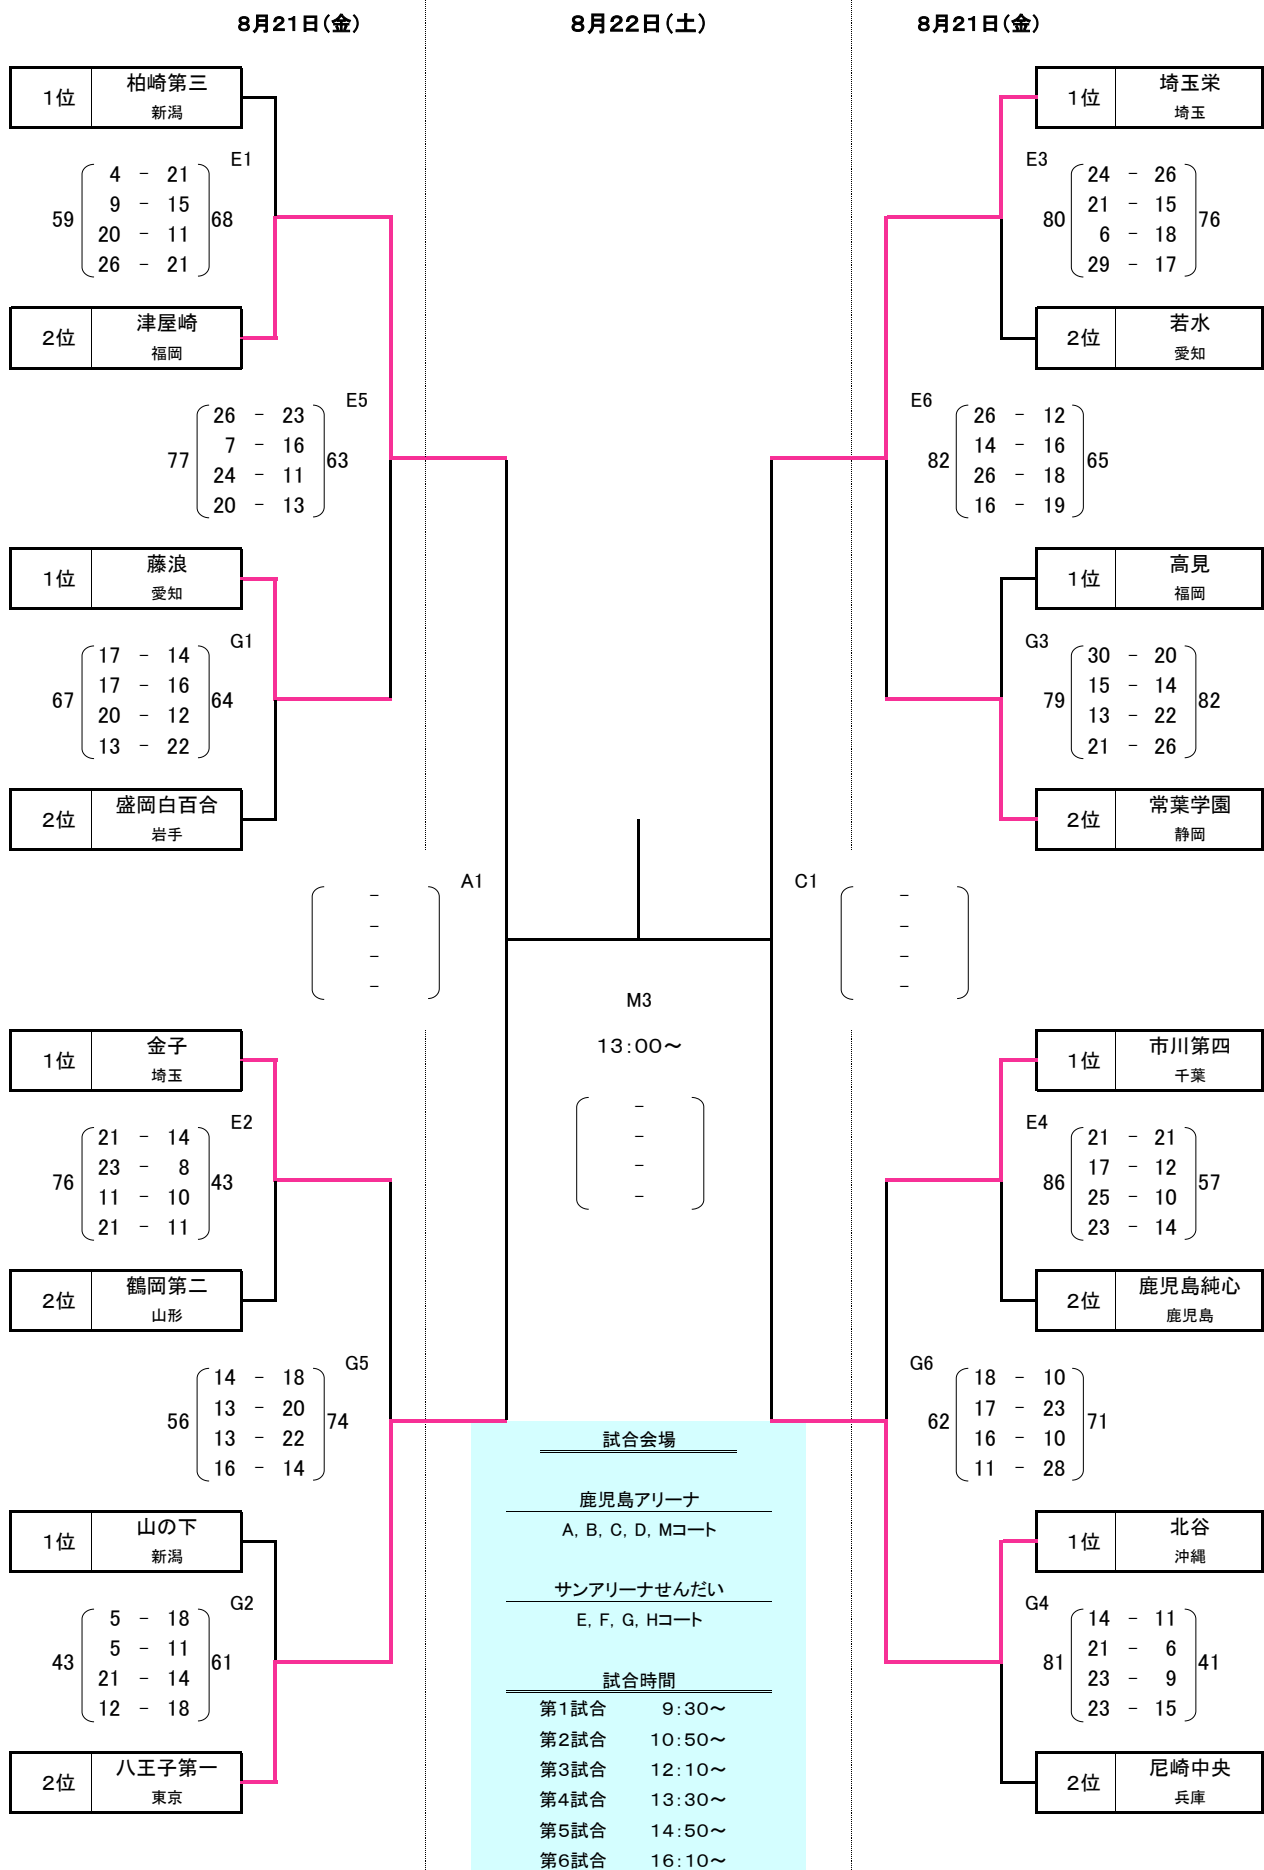 8月21日(金)
8月22日(土)
8月21日(金)
1位 柏崎第三
新潟
E1
59 68
4 - 21
9 - 15
20 - 11
26 - 21
2位 津屋崎
福岡
E5
77 63
26 - 23
7 - 16
24 - 11
20 - 13
1位 藤浪
愛知
G1
67 64
17 - 14
17 - 16
20 - 12
13 - 22
2位 盛岡白百合
岩手
A1
-
-
-
-
1位 金子
埼玉
E2
76 43
21 - 14
23 - 8
11 - 10
21 - 11
2位 鶴岡第二
山形
G5
56 74
14 - 18
13 - 20
13 - 22
16 - 14
1位 山の下
新潟
G2
43 61
5 - 18
5 - 11
21 - 14
12 - 18
2位 八王子第一
東京
M3
13:00～
-
-
-
-
試合会場
鹿児島アリーナ
A, B, C, D, Mコート
サンアリーナせんだい
E, F, G, Hコート
試合時間
第1試合 9:30～
第2試合 10:50～
第3試合 12:10～
第4試合 13:30～
第5試合 14:50～
第6試合 16:10～
1位 埼玉栄
埼玉
E3
80 76
24 - 26
21 - 15
6 - 18
29 - 17
2位 若水
愛知
E6
82 65
26 - 12
14 - 16
26 - 18
16 - 19
1位 高見
福岡
G3
79 82
30 - 20
15 - 14
13 - 22
21 - 26
2位 常葉学園
静岡
C1
-
-
-
-
1位 市川第四
千葉
E4
86 57
21 - 21
17 - 12
25 - 10
23 - 14
2位 鹿児島純心
鹿児島
G6
62 71
18 - 10
17 - 23
16 - 10
11 - 28
1位 北谷
沖縄
G4
81 41
14 - 11
21 - 6
23 - 9
23 - 15
2位 尼崎中央
兵庫